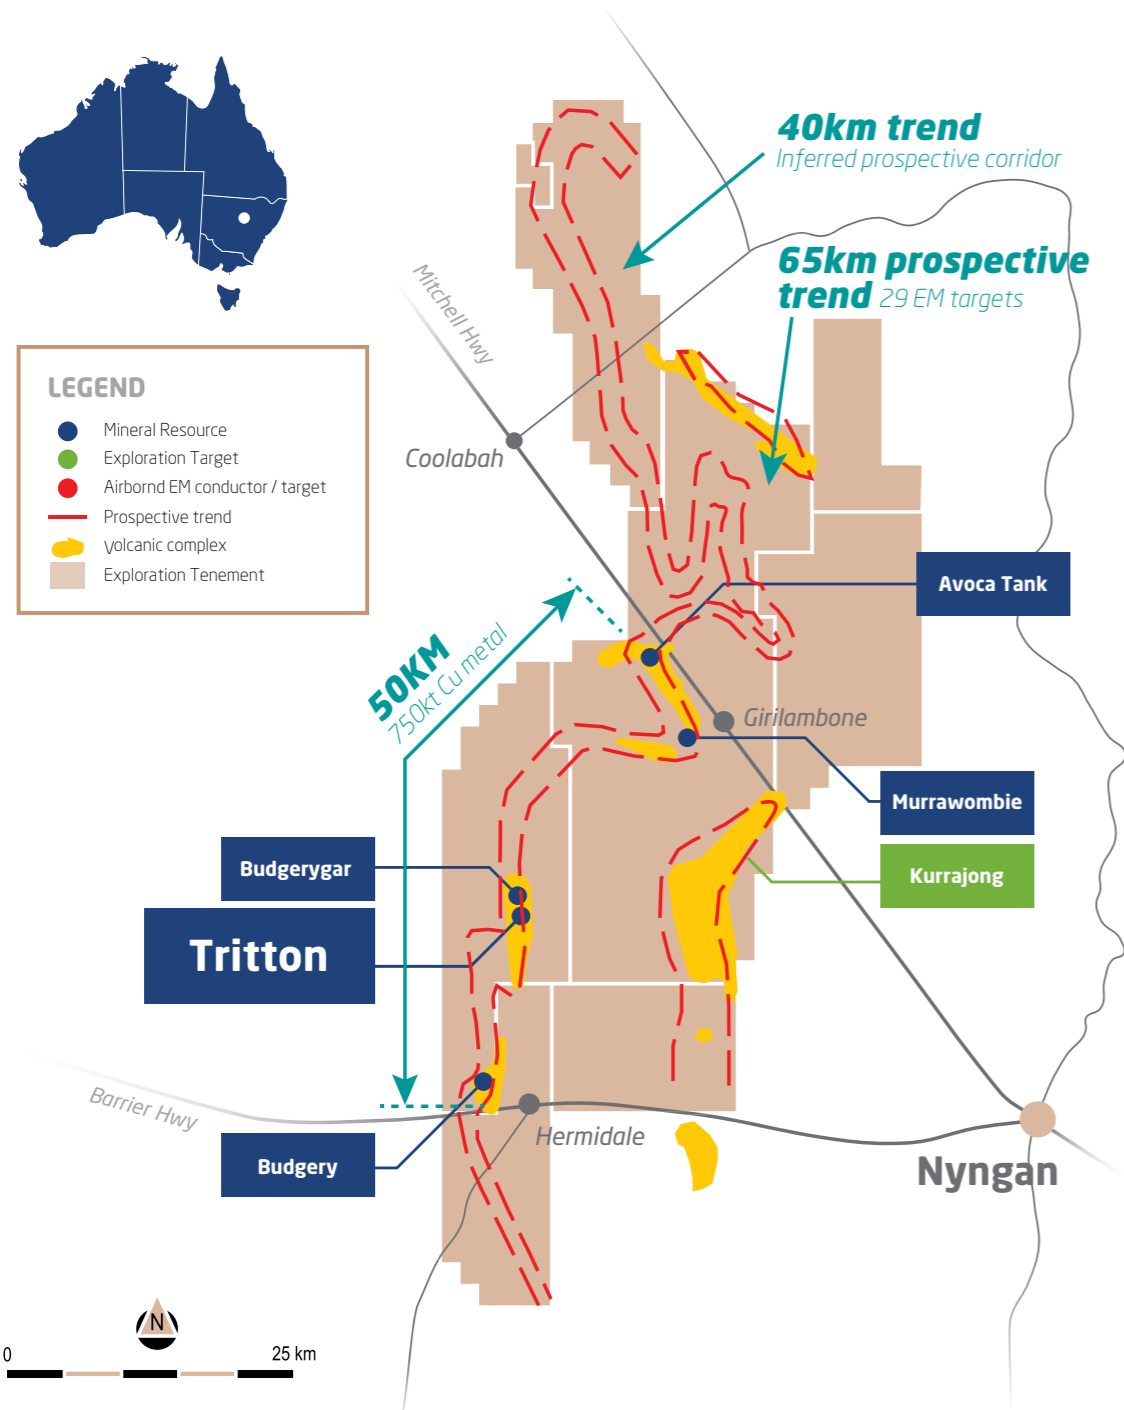 40km trend
Inferred prospective corridor
65km prospective
trend 29 EM targets
Mitchell Hwy
LEGEND
Mineral Resource
Exploration Target
Airbornd EM conductor / target
Prospective trend
Volcanic complex
Exploration Tenement
Coolabah
Avoca Tank
50KM
750kt Cu metal
Girilambone
Murrawombie
Budgerygar
Kurrajong
Tritton
Barrier Hwy
Hermidale
Budgery
Nyngan
N
0 25 km